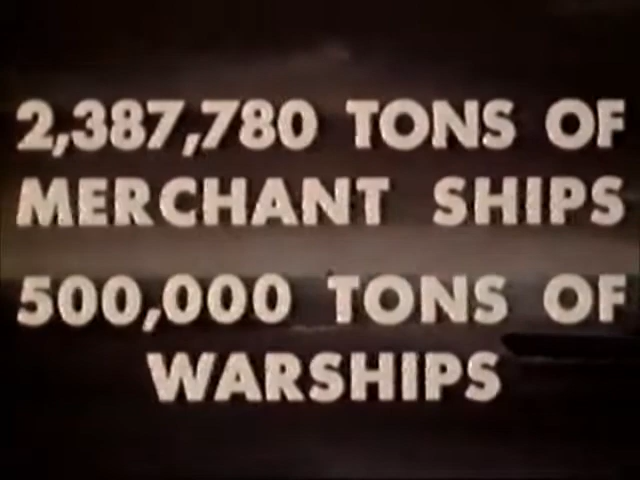 2,387,780 TONS OF
MERCHANT SHIPS
500,000 TONS OF
WARSHIPS